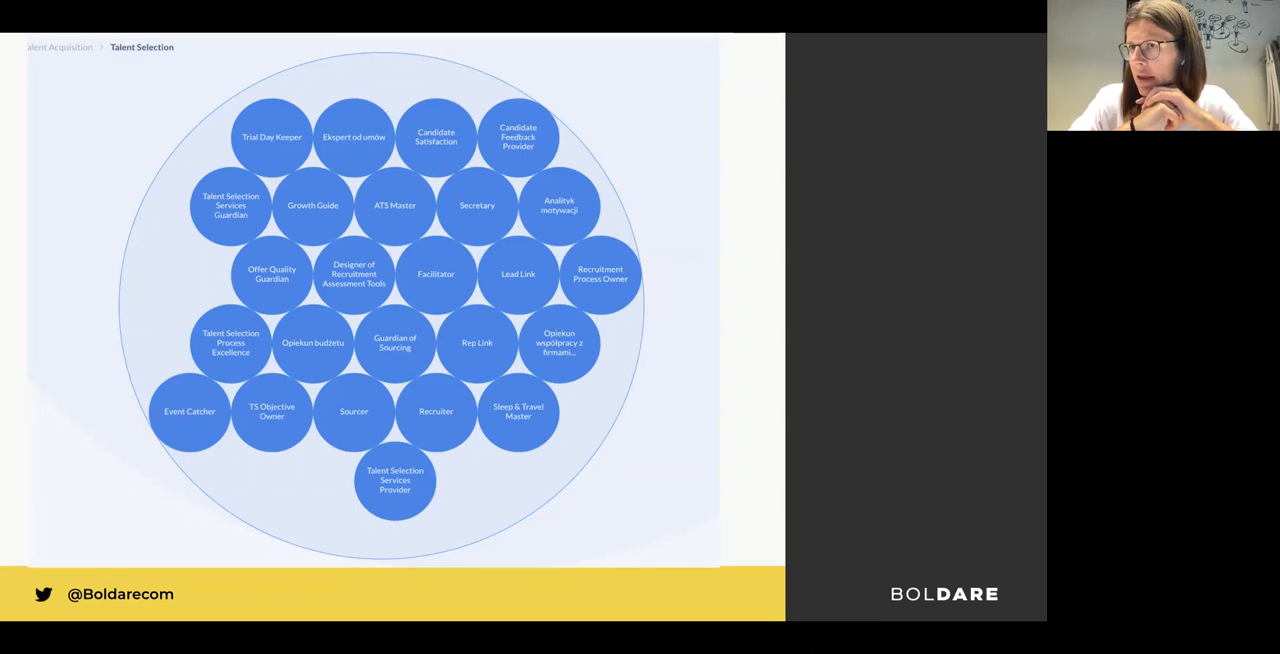 alent Acquisition > Talent Selection
Trial Day Keeper
Ekspert od umów
Candidate
Satisfaction
Candidate
Feedback
Provider
Talent Selection
Services
Guardian
Growth Guide
ATS Master
Secretary
Analityk
motywacji
Offer Quality
Guardian
Designer of
Recruitment
Assessment Tools
Facilitator
Lead Link
Recruitment
Process Owner
Talent Selection
Process
Excellence
Opiekun budżetu
Guardian of
Sourcing
Rep Link
Opiekun
współpracy z
firmami...
Event Catcher
TS Objective
Owner
Sourcer
Recruiter
Sleep & Travel
Master
Talent Selection
Services
Provider
@Boldarecom
BOLDARE